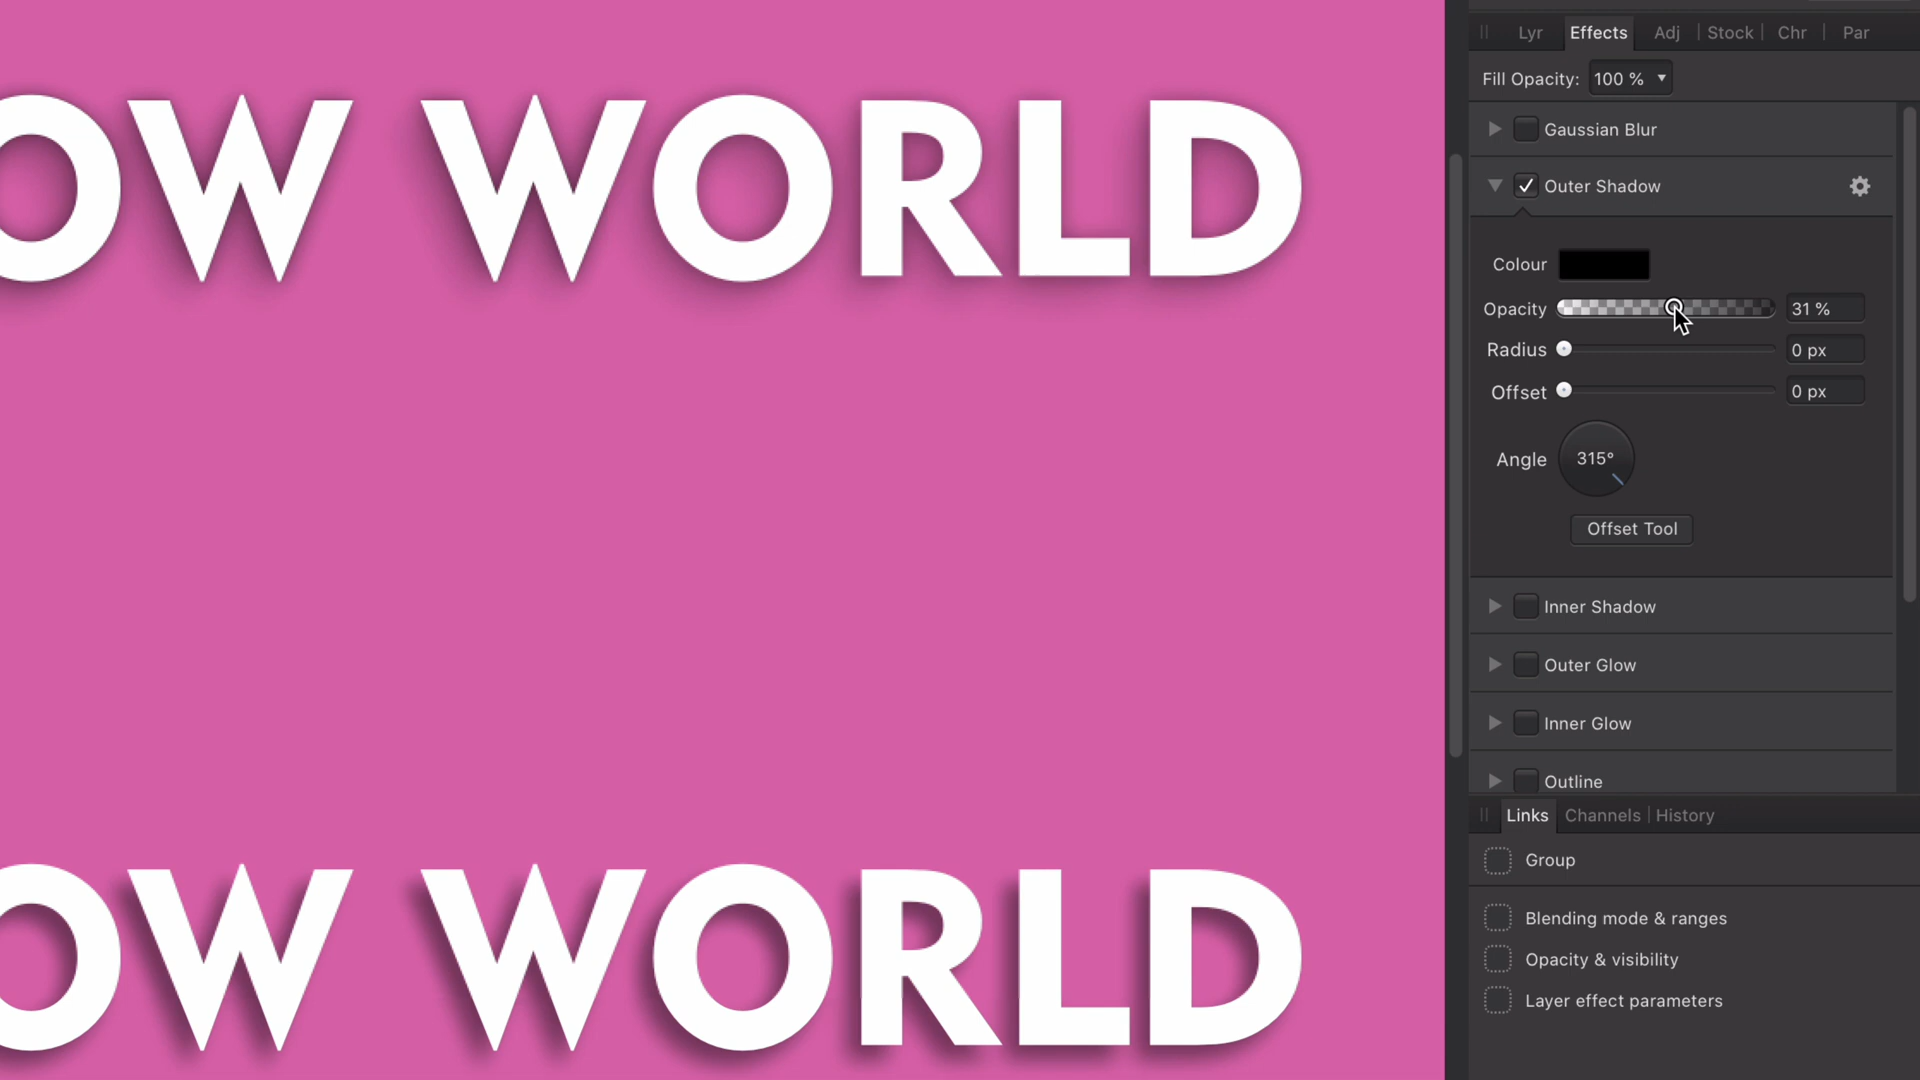 OW WORLD
OW WORLD
Lyr Effects Adj Stock Chr Par
Fill Opacity: 100 %
Gaussian Blur
Outer Shadow
Colour
Opacity 31 %
Radius 0 px
Offset 0 px
Angle 315°
Offset Tool
Inner Shadow
Outer Glow
Inner Glow
Outline
Links Channels History
Group
Blending mode & ranges
Opacity & visibility
Layer effect parameters